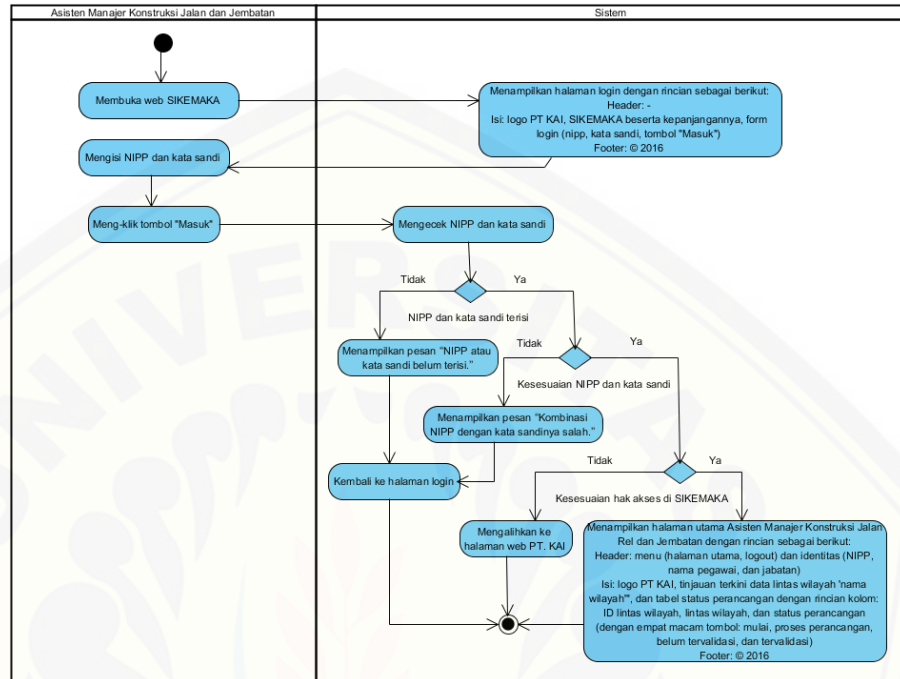 Asisten Manajer Konstruksi Jalan dan Jembatan
Sistem
Membuka web SIKEMAKA
Menampilkan halaman login dengan rincian sebagai berikut:
Header: -
Isi: logo PT KAI, SIKEMAKA beserta kepanjangannya, form
login (nipp, kata sandi, tombol "Masuk")
Footer: © 2016
Mengisi NIPP dan kata sandi
Meng-klik tombol "Masuk"
Mengecek NIPP dan kata sandi
Tidak
Ya
NIPP dan kata sandi terisi
Menampilkan pesan "NIPP atau
kata sandi belum terisi."
Tidak
Ya
Kesesuaian NIPP dan kata sandi
Menampilkan pesan "Kombinasi
NIPP dengan kata sandinya salah."
Kembali ke halaman login
Tidak
Ya
Kesesuaian hak akses di SIKEMAKA
Mengalihkan ke
halaman web PT. KAI
Menampilkan halaman utama Asisten Manajer Konstruksi Jalan
Rel dan Jembatan dengan rincian sebagai berikut:
Header: menu (halaman utama, logout) dan identitas (NIPP,
nama pegawai, dan jabatan)
Isi: logo PT KAI, tinjauan terkini data lintas wilayah 'nama
wilayah'", dan tabel status perancangan dengan rincian kolom:
ID lintas wilayah, lintas wilayah, dan status perancangan
(dengan empat macam tombol: mulai, proses perancangan,
belum tervalidasi, dan tervalidasi)
Footer: © 2016
UNIVERSITAS